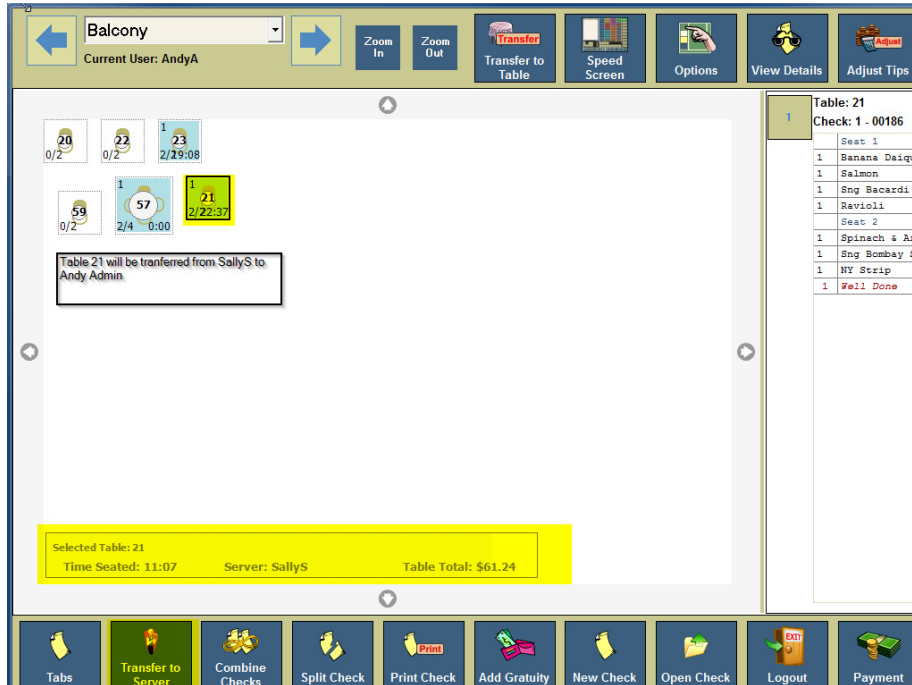 Balcony
Current User: AndyA
Zoom In
Zoom Out
Transfer
Transfer to Table
Speed Screen
Options
View Details
Adjust
Adjust Tips
20
0/2
22
0/2
1
23
2/2
19:08
59
0/2
1
57
2/4 0:00
1
21
2/2
22:37
Table 21 will be tranferred from SallyS to
Andy Admin
Selected Table: 21
Time Seated: 11:07 Server: SallyS Table Total: $61.24
1
Table: 21
Check: 1 - 00186
Seat 1
1 Banana Daiqu
1 Salmon
1 Sng Bacardi
1 Ravioli
Seat 2
1 Spinach & A
1 Sng Bombay
1 NY Strip
1 Well Done
Tabs
Transfer to Server
Combine Checks
Split Check
Print
Print Check
Add Gratuity
New Check
Open Check
EXIT
Logout
Payment